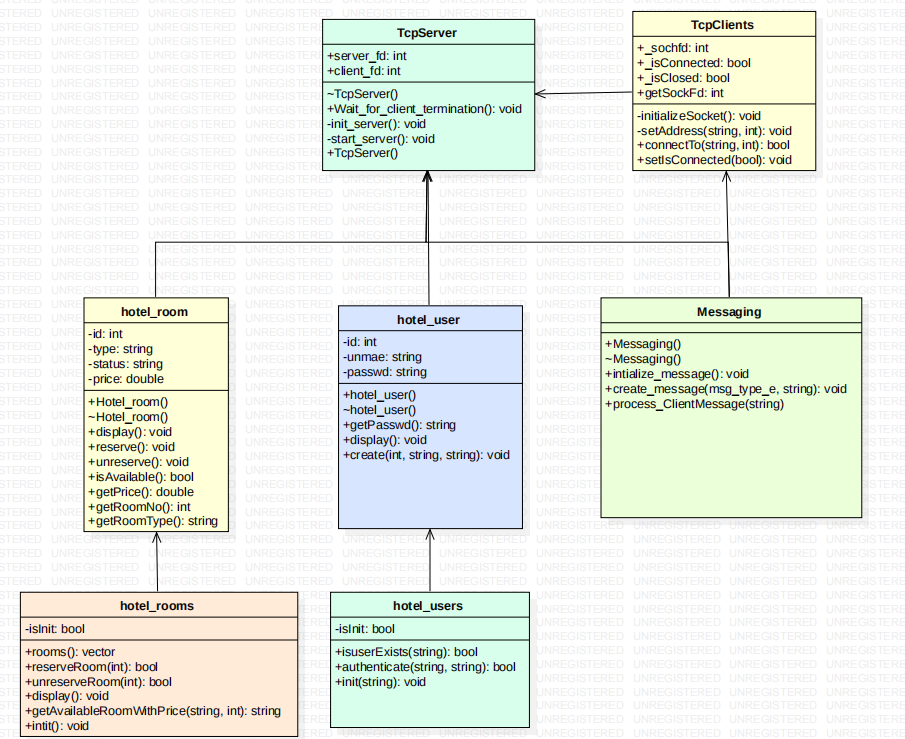 TcpServer
+server_fd: int
+client_fd: int
~TcpServer()
+Wait_for_client_termination(): void
-init_server(): void
-start_server(): void
+TcpServer()
TcpClients
+_sochfd: int
+_isConnected: bool
+_isClosed: bool
+getSockFd: int
-initializeSocket(): void
-setAddress(string, int): void
+connectTo(string, int): bool
+setIsConnected(bool): void
hotel_room
-id: int
-type: string
-status: string
-price: double
+Hotel_room()
~Hotel_room()
+display(): void
+reserve(): void
+unreserve(): void
+isAvailable(): bool
+getPrice(): double
+getRoomNo(): int
+getRoomType(): string
hotel_user
-id: int
-unmae: string
-passwd: string
+hotel_user()
~hotel_user()
+getPasswd(): string
+display(): void
+create(int, string, string): void
Messaging
+Messaging()
~Messaging()
+intialize_message(): void
+create_message(msg_type_e, string): void
+process_ClientMessage(string)
hotel_rooms
-isInit: bool
+rooms(): vector
+reserveRoom(int): bool
+unreserveRoom(int): bool
+display(): void
+getAvailableRoomWithPrice(string, int): string
+intit(): void
hotel_users
-isInit: bool
+isuserExists(string): bool
+authenticate(string, string): bool
+init(string): void
UNREGISTERED